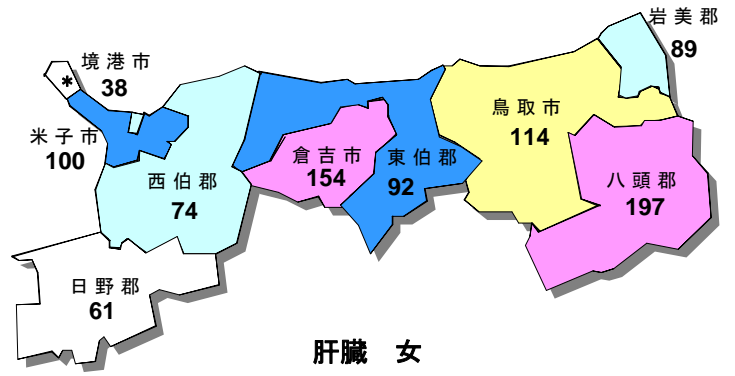 岩美郡
89
境港市
*
38
鳥取市
114
米子市
100
倉吉市
154
東伯郡
92
西伯郡
74
八頭郡
197
日野郡
61
肝臓　女